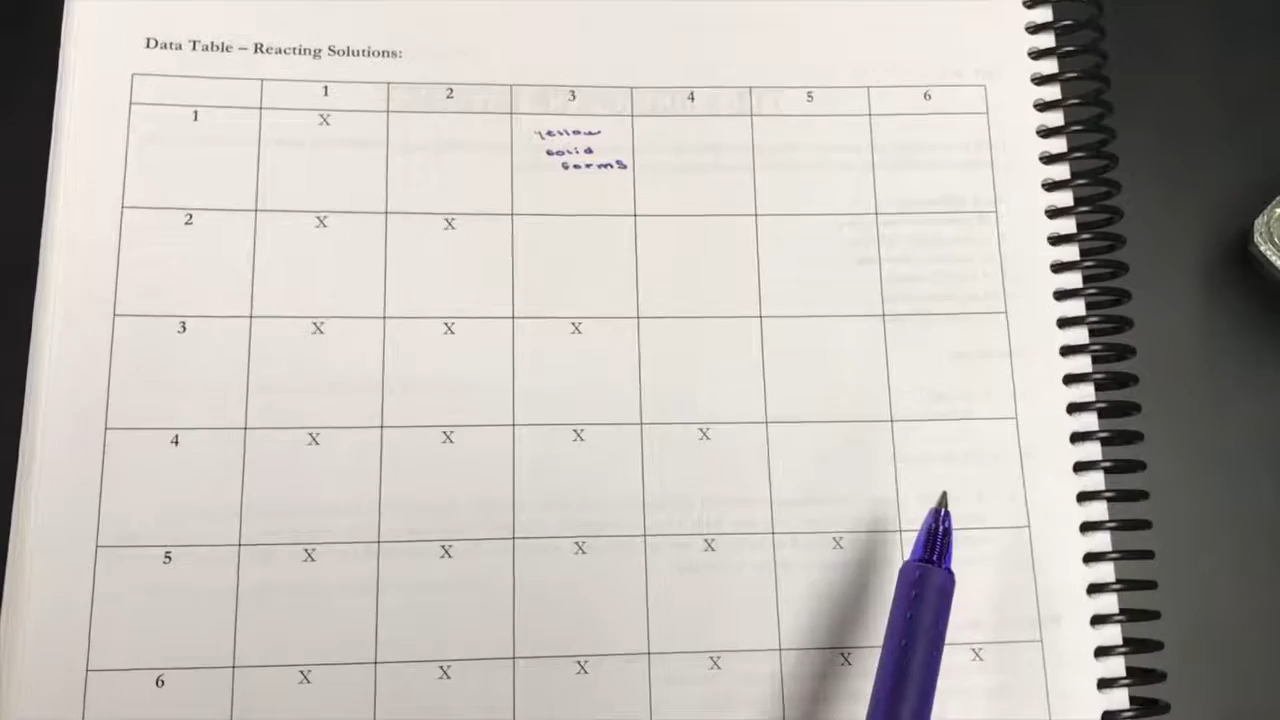 Data Table – Reacting Solutions:
1 2 3 4 5 6
1 X
yellow
solid
forms
2 X X
3 X X X
4 X X X X
5 X X X X X
6 X X X X X X